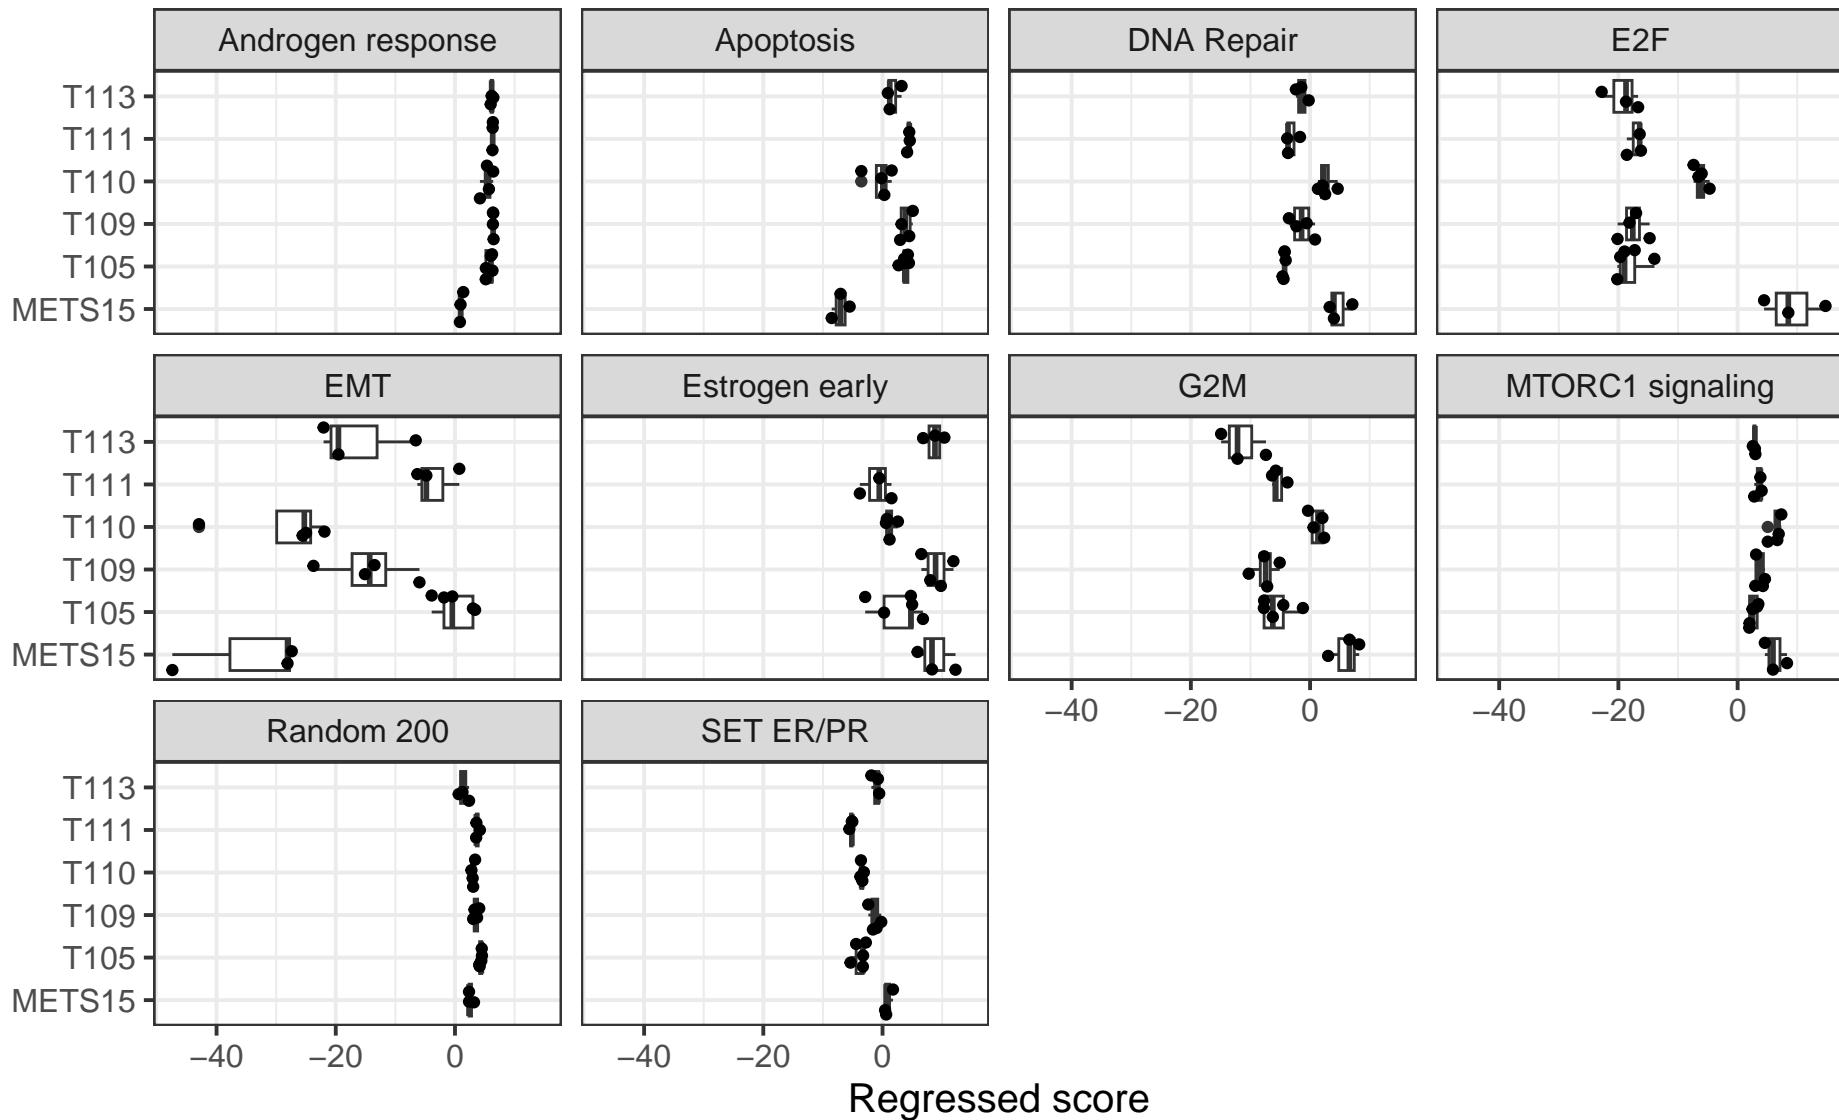 Androgen response Apoptosis DNA Repair E2F
T113
T111
T110
T109
T105
METS15
EMT Estrogen early G2M MTORC1 signaling
T113
T111
T110
T109
T105
METS15
−40 −20 0 −40 −20 0
Random 200 SET ER/PR
T113
T111
T110
T109
T105
METS15
−40 −20 0 −40 −20 0
Regressed score